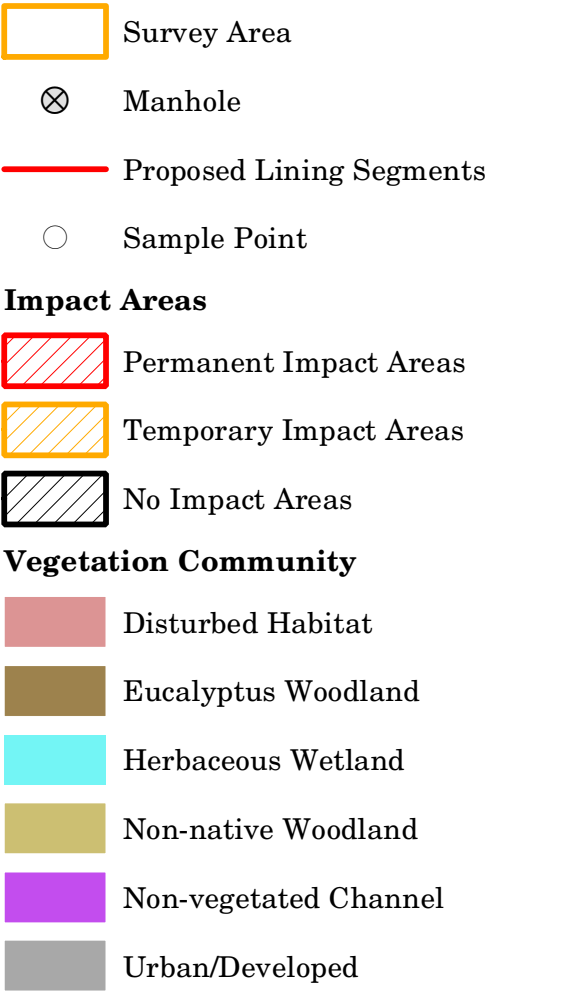 Survey Area
Manhole
Proposed Lining Segments
Sample Point
Impact Areas
Permanent Impact Areas
Temporary Impact Areas
No Impact Areas
Vegetation Community
Disturbed Habitat
Eucalyptus Woodland
Herbaceous Wetland
Non-native Woodland
Non-vegetated Channel
Urban/Developed